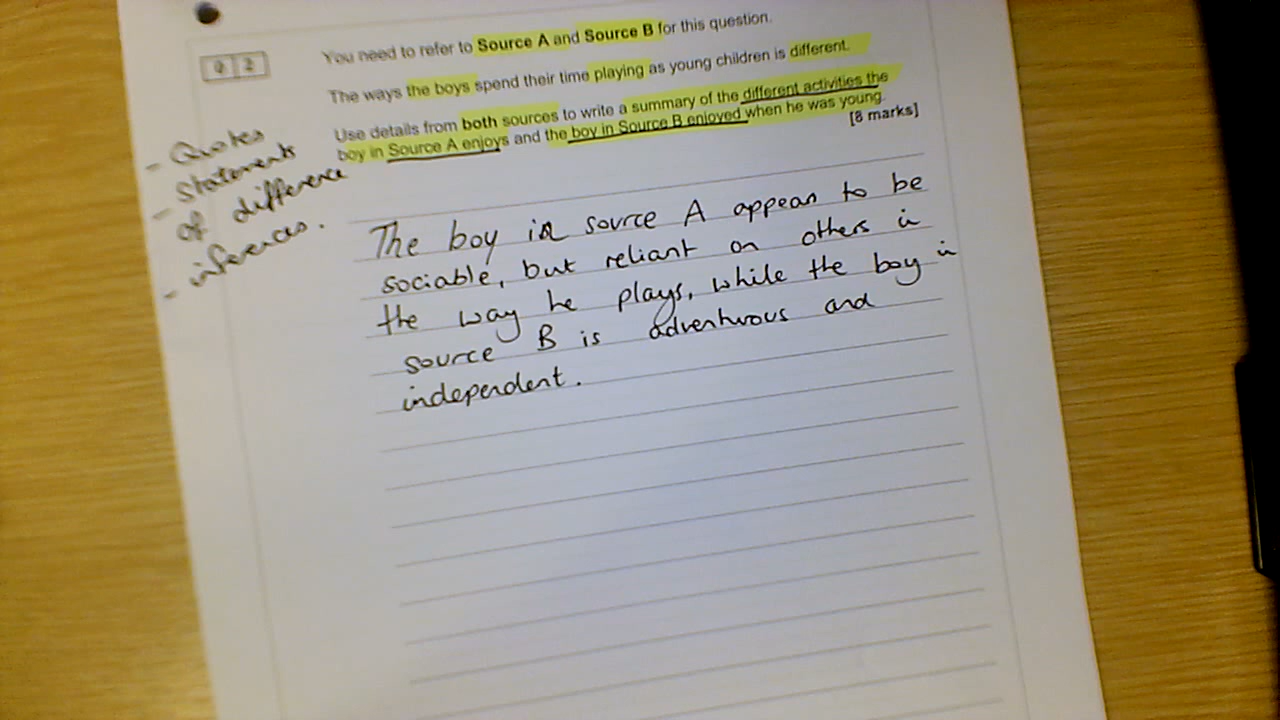 0 2
You need to refer to Source A and Source B for this question.
The ways the boys spend their time playing as young children is different.
Use details from both sources to write a summary of the different activities the
boy in Source A enjoys and the boy in Source B enjoyed when he was young.
[8 marks]
- Quotes
- Statements
of difference
- inferences.
The boy in source A appears to be
sociable, but reliant on others in
the way he plays, while the boy in
source B is adventurous and
independent.